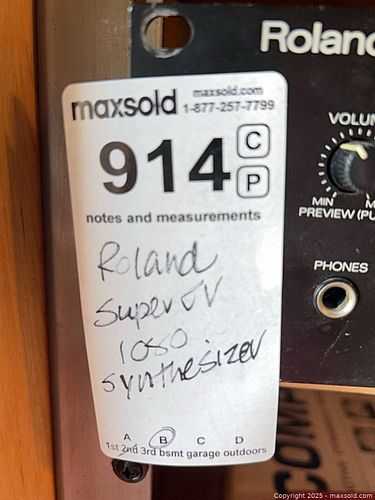 Roland
maxsold
maxsold.com
1-877-257-7799
914
C
P
notes and measurements
Roland
Super JV
1080
synthesizer
A B C D
1st 2nd 3rd bsmt garage outdoors
VOLUM
MIN M
PREVIEW (PU
PHONES
COMP
Copyright 2025 - maxsold.com